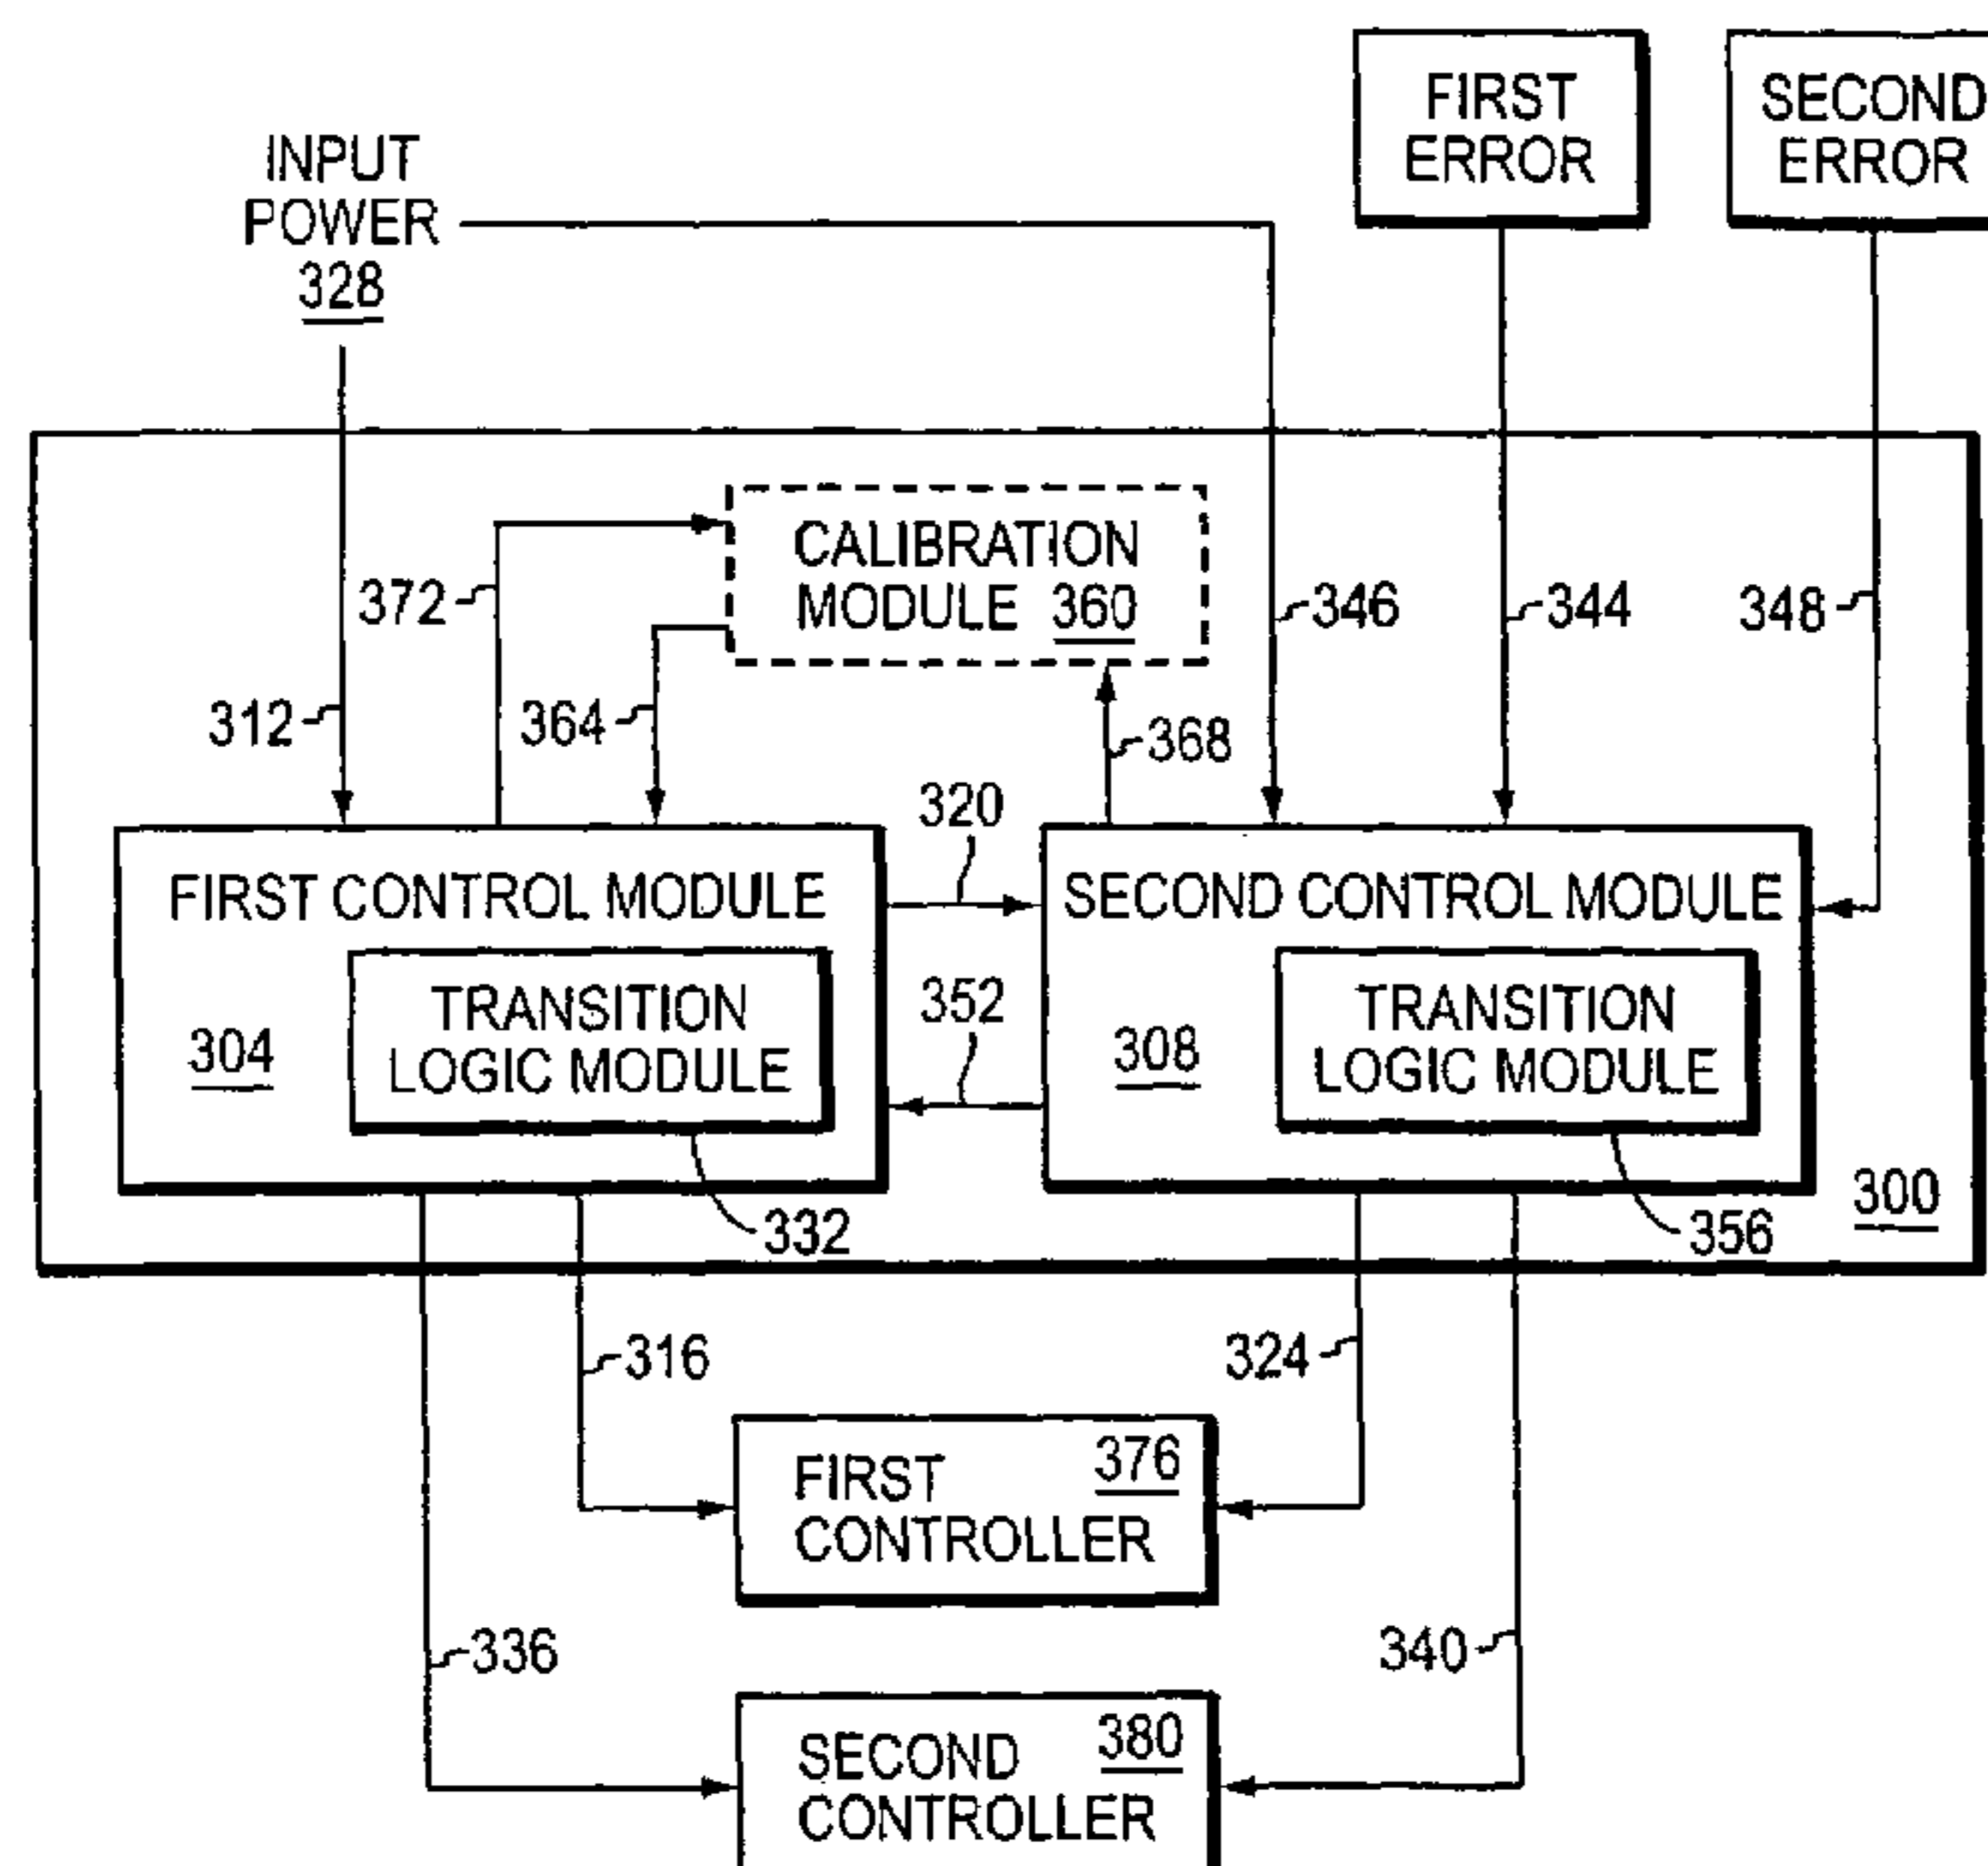 FIRST
ERROR
SECOND
ERROR
INPUT
POWER
328
CALIBRATION
MODULE 360
372
346
344
348
312
364
368
320
FIRST CONTROL MODULE
SECOND CONTROL MODULE
TRANSITION
LOGIC MODULE
304
352
TRANSITION
LOGIC MODULE
308
332
356
300
316
324
FIRST
CONTROLLER
376
336
340
SECOND
CONTROLLER
380